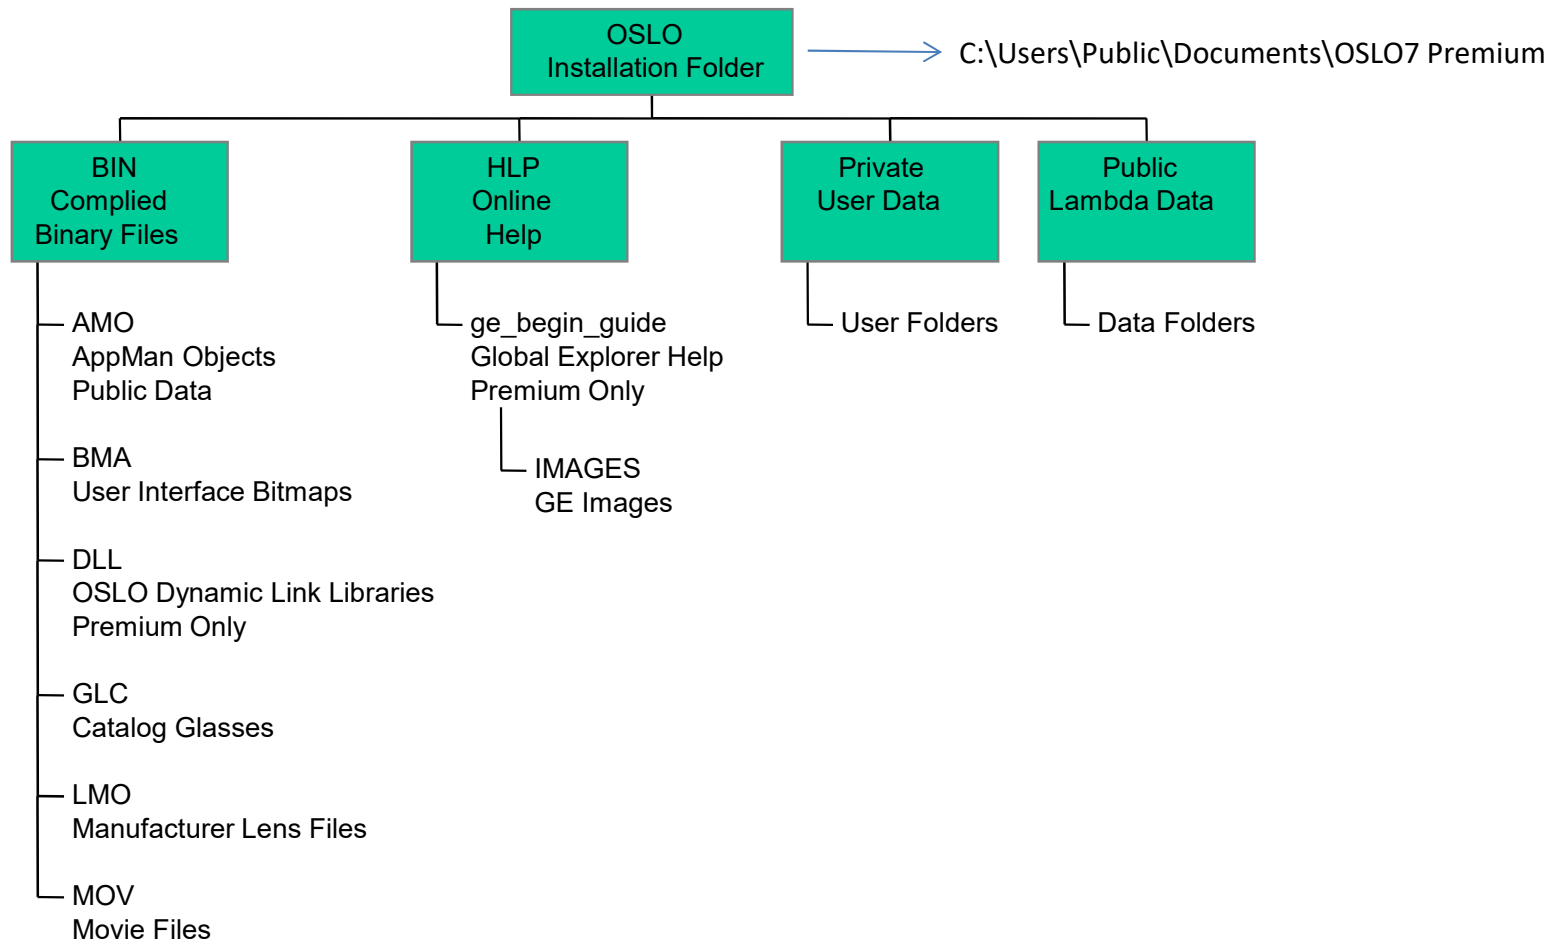 OSLO
Installation Folder
C:\Users\Public\Documents\OSLO7 Premium
BIN
Complied
Binary Files
HLP
Online
Help
Private
User Data
Public
Lambda Data
AMO
AppMan Objects
Public Data
BMA
User Interface Bitmaps
DLL
OSLO Dynamic Link Libraries
Premium Only
GLC
Catalog Glasses
LMO
Manufacturer Lens Files
MOV
Movie Files
ge_begin_guide
Global Explorer Help
Premium Only
IMAGES
GE Images
User Folders
Data Folders